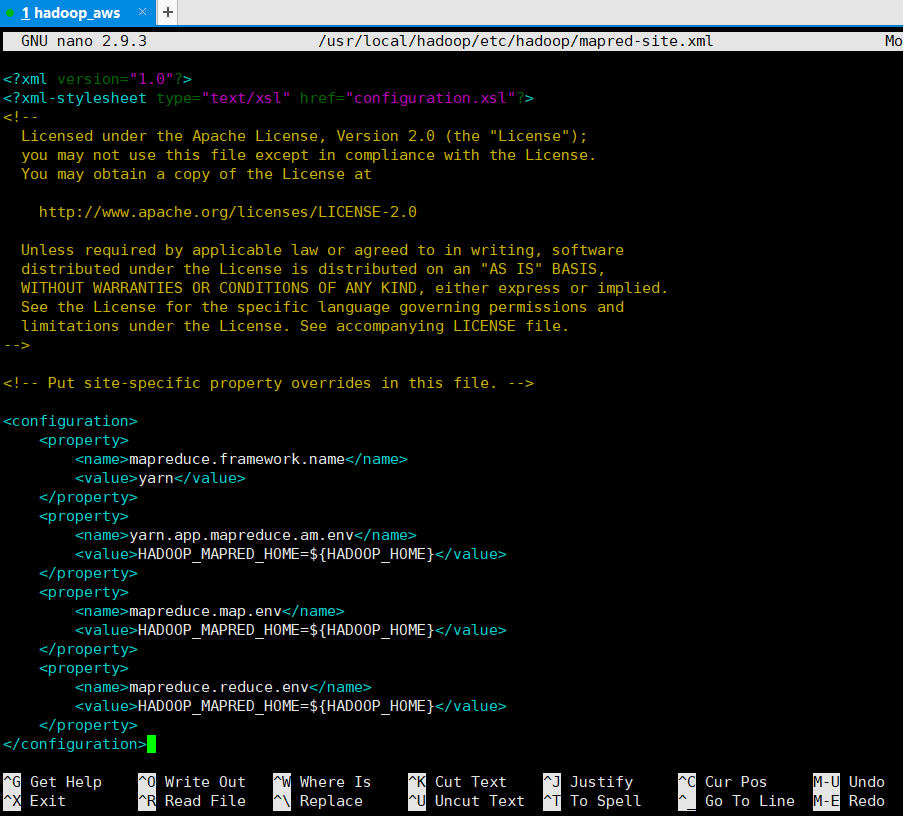 1 hadoop_aws × +
GNU nano 2.9.3 /usr/local/hadoop/etc/hadoop/mapred-site.xml Mo
<?xml version="1.0"?>
<?xml-stylesheet type="text/xsl" href="configuration.xsl"?>
<!--
  Licensed under the Apache License, Version 2.0 (the "License");
  you may not use this file except in compliance with the License.
  You may obtain a copy of the License at
    http://www.apache.org/licenses/LICENSE-2.0
  Unless required by applicable law or agreed to in writing, software
  distributed under the License is distributed on an "AS IS" BASIS,
  WITHOUT WARRANTIES OR CONDITIONS OF ANY KIND, either express or implied.
  See the License for the specific language governing permissions and
  limitations under the License. See accompanying LICENSE file.
-->
<!-- Put site-specific property overrides in this file. -->
<configuration>
    <property>
        <name>mapreduce.framework.name</name>
        <value>yarn</value>
    </property>
    <property>
        <name>yarn.app.mapreduce.am.env</name>
        <value>HADOOP_MAPRED_HOME=${HADOOP_HOME}</value>
    </property>
    <property>
        <name>mapreduce.map.env</name>
        <value>HADOOP_MAPRED_HOME=${HADOOP_HOME}</value>
    </property>
    <property>
        <name>mapreduce.reduce.env</name>
        <value>HADOOP_MAPRED_HOME=${HADOOP_HOME}</value>
    </property>
</configuration>
^G Get Help ^O Write Out ^W Where Is ^K Cut Text ^J Justify ^C Cur Pos M-U Undo
^X Exit ^R Read File ^\ Replace ^U Uncut Text ^T To Spell ^_ Go To Line M-E Redo